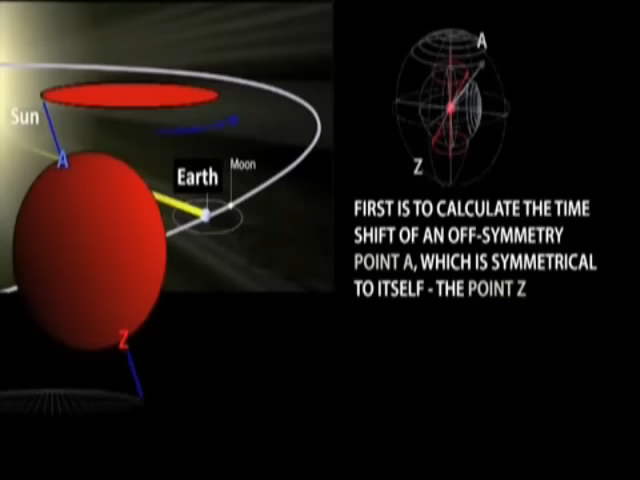 Sun
A
Earth
Moon
Z
A
Z
FIRST IS TO CALCULATE THE TIME
SHIFT OF AN OFF-SYMMETRY
POINT A, WHICH IS SYMMETRICAL
TO ITSELF - THE POINT Z